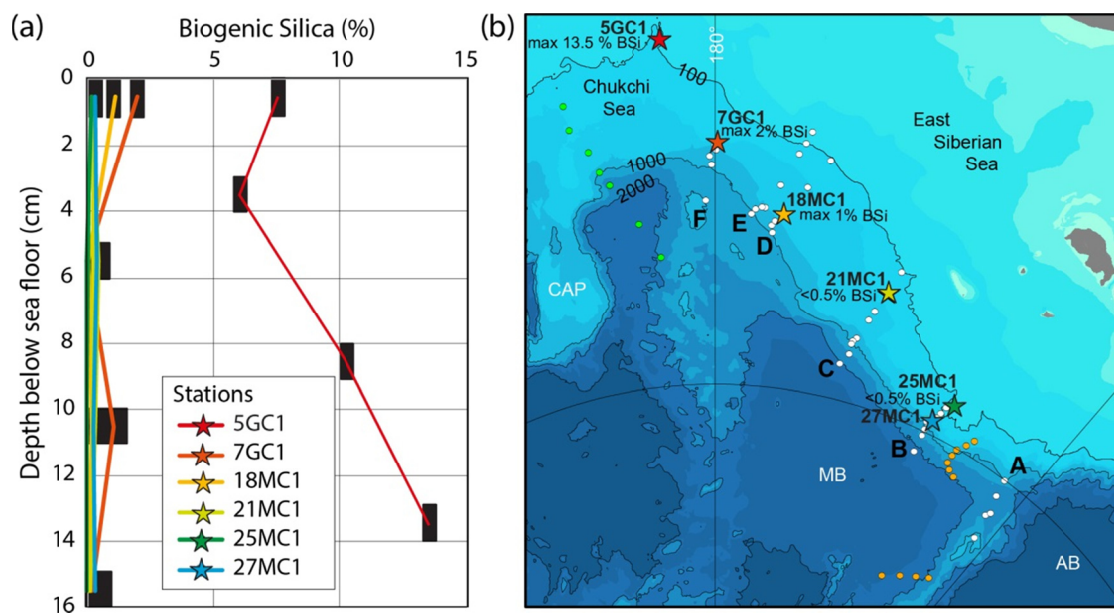 (a)
Biogenic Silica (%)
0 5 10 15
Depth below sea floor (cm)
0
2
4
6
8
10
12
14
16
Stations
5GC1
7GC1
18MC1
21MC1
25MC1
27MC1
(b)
5GC1
max 13.5 % BSi
180°
100
Chukchi
Sea
7GC1
max 2% BSi
East
Siberian
Sea
1000
2000
18MC1
max 1% BSi
F
E
D
CAP
21MC1
<0.5% BSi
C
25MC1
<0.5% BSi
27MC1
B
A
MB
AB